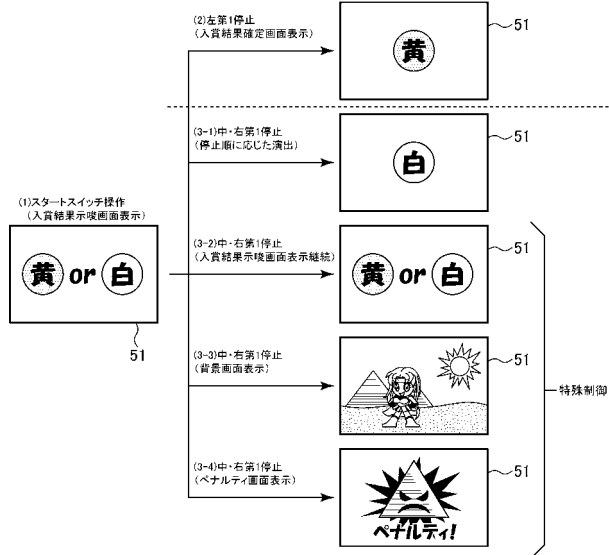 (2)左第1停止
(入賞結果確定画面表示)
黄
51
(3-1)中・右第1停止
(停止順に応じた演出)
白
51
(1)スタートスイッチ操作
(入賞結果示唆画面表示)
黄 or 白
51
(3-2)中・右第1停止
(入賞結果示唆画面表示継続)
黄 or 白
51
(3-3)中・右第1停止
(背景画面表示)
51
特殊制御
(3-4)中・右第1停止
(ペナルティ画面表示)
ペナルティ!
51